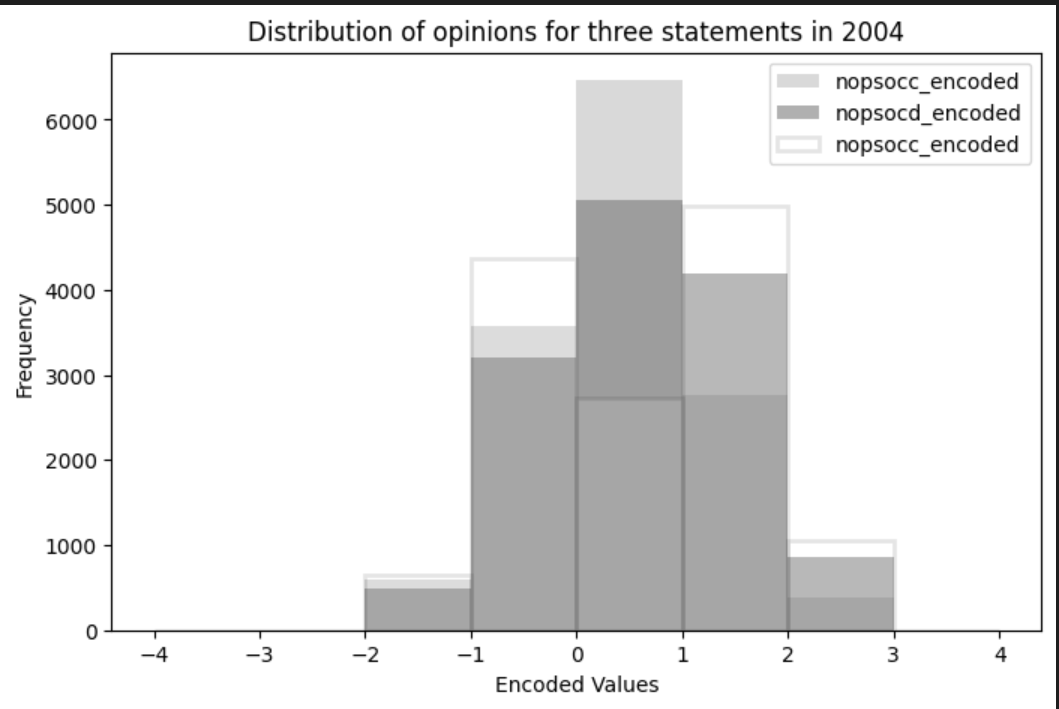 Distribution of opinions for three statements in 2004
nopsocc_encoded
nopsocd_encoded
nopsocc_encoded
6000
5000
4000
3000
2000
1000
0
Frequency
−4 −3 −2 −1 0 1 2 3 4
Encoded Values